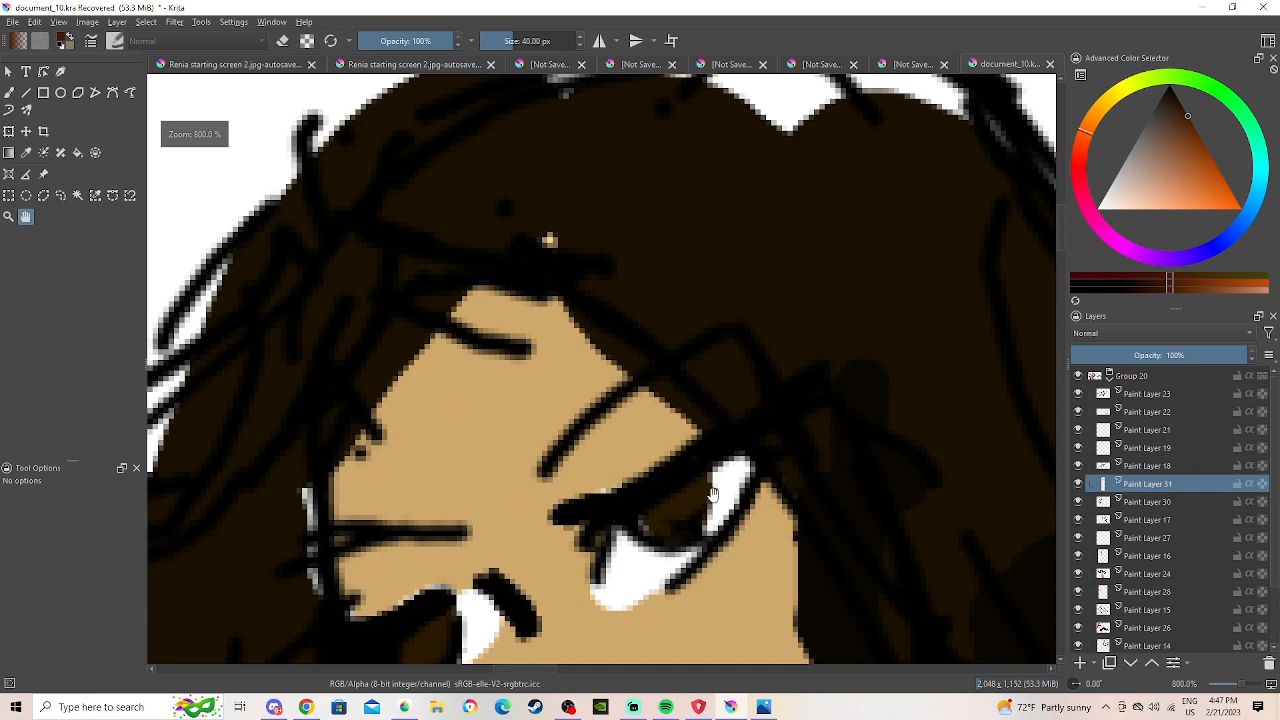 document_10.kra Recovered (53.3 MiB) * - Krita
File Edit View Image Layer Select Filter Tools Settings Window Help
Normal
Opacity: 100%
Size: 40.00 px
Renia starting screen 2.jpg-autosave...
Renia starting screen 2.jpg-autosave...
[Not Save...
[Not Save...
[Not Save...
[Not Save...
[Not Save...
document_10.k...
Zoom: 800.0 %
Advanced Color Selector
Layers
Normal
Opacity: 100%
Group 20
Paint Layer 23
Paint Layer 22
Paint Layer 21
Paint Layer 19
Paint Layer 18
Paint Layer 31
Paint Layer 30
Paint Layer 17
Paint Layer 27
Paint Layer 16
Paint Layer 24
Paint Layer 28
Paint Layer 15
Paint Layer 26
Paint Layer 14
Tool Options
No options
RGB/Alpha (8-bit integer/channel) sRGB-elle-V2-srgbtrc.icc
2,048 x 1,152 (53.3 MiB)
0.00°
800.0%
Type here to search
72°F Partly sunny
ENG
US
4:47 PM
2/21/2023